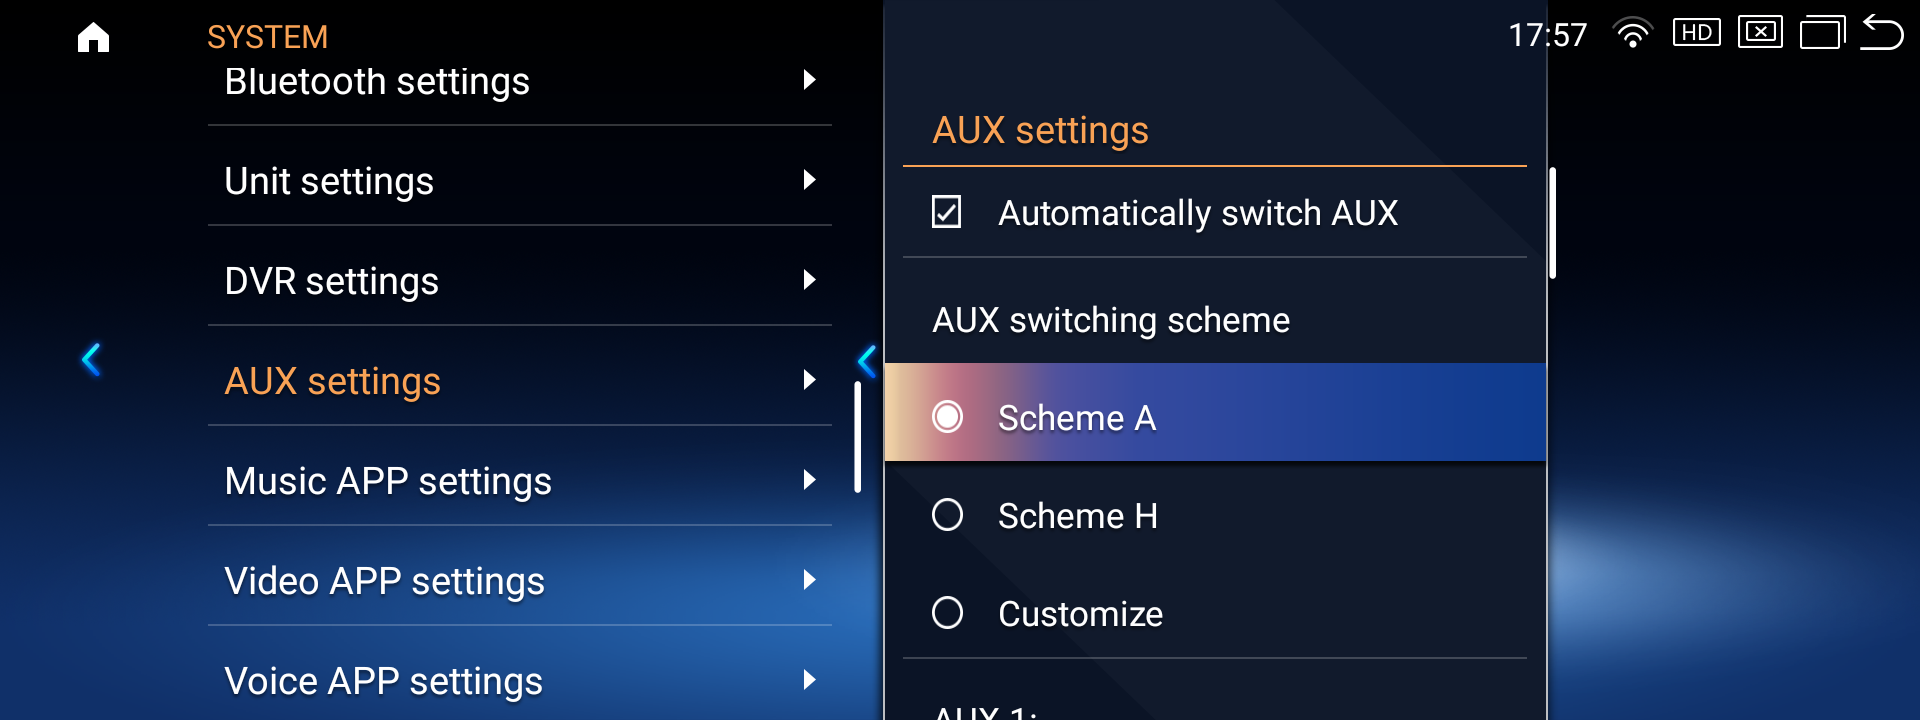 SYSTEM
17:57
HD
Bluetooth settings
Unit settings
DVR settings
AUX settings
Music APP settings
Video APP settings
Voice APP settings
AUX settings
Automatically switch AUX
AUX switching scheme
Scheme A
Scheme H
Customize
AUX 1: